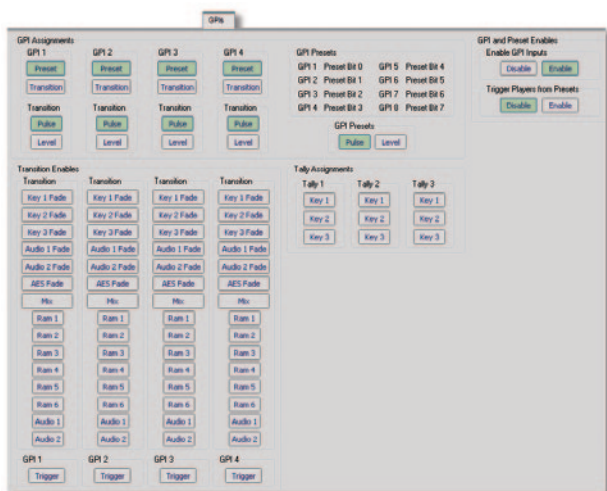 GPIs
GPI Assignments
GPI 1 GPI 2 GPI 3 GPI 4
Preset Preset Preset Preset
Transition Transition Transition Transition
Transition Transition Transition Transition
Pulse Pulse Pulse Pulse
Level Level Level Level
GPI Presets
GPI 1 Preset Bit 0 GPI 5 Preset Bit 4
GPI 2 Preset Bit 1 GPI 6 Preset Bit 5
GPI 3 Preset Bit 2 GPI 7 Preset Bit 6
GPI 4 Preset Bit 3 GPI 8 Preset Bit 7
GPI Presets
Pulse Level
GPI and Preset Enables
Enable GPI Inputs
Disable Enable
Trigger Players from Presets
Disable Enable
Transition Enables
Transition Transition Transition Transition
Key 1 Fade Key 1 Fade Key 1 Fade Key 1 Fade
Key 2 Fade Key 2 Fade Key 2 Fade Key 2 Fade
Key 3 Fade Key 3 Fade Key 3 Fade Key 3 Fade
Audio 1 Fade Audio 1 Fade Audio 1 Fade Audio 1 Fade
Audio 2 Fade Audio 2 Fade Audio 2 Fade Audio 2 Fade
AES Fade AES Fade AES Fade AES Fade
Mix Mix Mix Mix
Ram 1 Ram 1 Ram 1 Ram 1
Ram 2 Ram 2 Ram 2 Ram 2
Ram 3 Ram 3 Ram 3 Ram 3
Ram 4 Ram 4 Ram 4 Ram 4
Ram 5 Ram 5 Ram 5 Ram 5
Ram 6 Ram 6 Ram 6 Ram 6
Audio 1 Audio 1 Audio 1 Audio 1
Audio 2 Audio 2 Audio 2 Audio 2
GPI 1 GPI 2 GPI 3 GPI 4
Trigger Trigger Trigger Trigger
Tally Assignments
Tally 1 Tally 2 Tally 3
Key 1 Key 1 Key 1
Key 2 Key 2 Key 2
Key 3 Key 3 Key 3